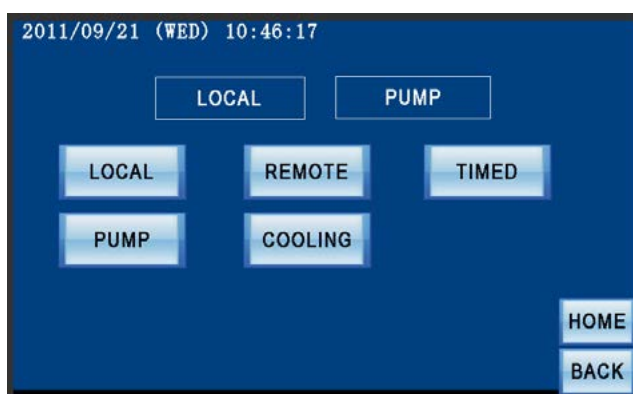 2011/09/21 (WED) 10:46:17
LOCAL PUMP
LOCAL REMOTE TIMED
PUMP COOLING
HOME
BACK